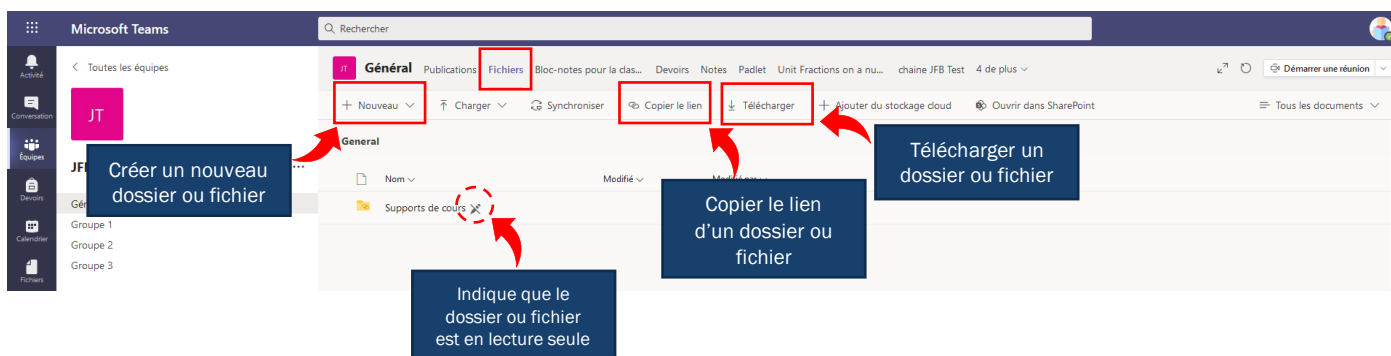 Microsoft Teams
Rechercher
Activité
Conversation
Équipes
Devoirs
Calendrier
Fichiers
< Toutes les équipes
JT
Groupe 1
Groupe 2
Groupe 3
JT Général Publications Fichiers Bloc-notes pour la clas... Devoirs Notes Padlet Unit Fractions on a nu... chaine JFB Test 4 de plus
Démarrer une réunion
+ Nouveau Charger Synchroniser Copier le lien Télécharger + Ajouter du stockage cloud Ouvrir dans SharePoint Tous les documents
General
Nom Modifié
Supports de cours
Créer un nouveau
dossier ou fichier
Télécharger un
dossier ou fichier
Copier le lien
d'un dossier ou
fichier
Indique que le
dossier ou fichier
est en lecture seule